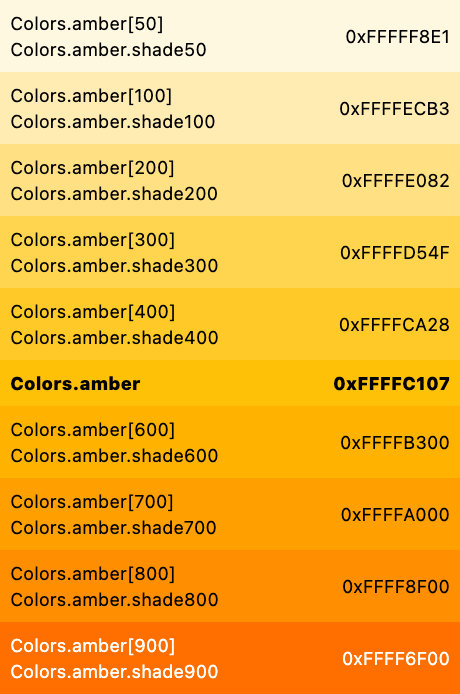 Colors.amber[50]
Colors.amber.shade50
0xFFFFF8E1
Colors.amber[100]
Colors.amber.shade100
0xFFFFECB3
Colors.amber[200]
Colors.amber.shade200
0xFFFFE082
Colors.amber[300]
Colors.amber.shade300
0xFFFFD54F
Colors.amber[400]
Colors.amber.shade400
0xFFFFCA28
Colors.amber
0xFFFFC107
Colors.amber[600]
Colors.amber.shade600
0xFFFFB300
Colors.amber[700]
Colors.amber.shade700
0xFFFFA000
Colors.amber[800]
Colors.amber.shade800
0xFFFF8F00
Colors.amber[900]
Colors.amber.shade900
0xFFFF6F00